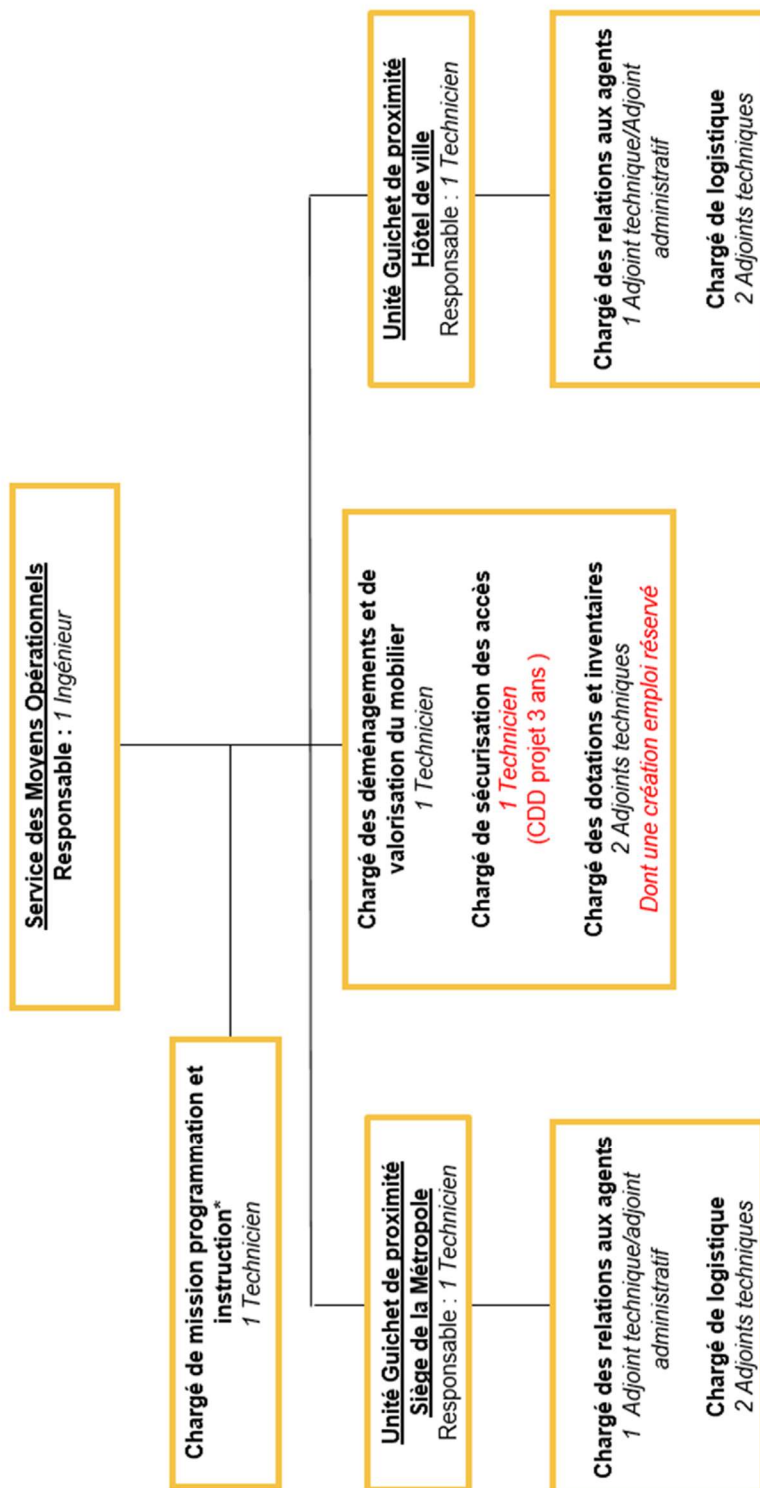 Service des Moyens Opérationnels
Responsable : 1 Ingénieur
Chargé de mission programmation et
instruction*
1 Technicien
Unité Guichet de proximité
Siège de la Métropole
Responsable : 1 Technicien
Chargé des relations aux agents
1 Adjoint technique/adjoint
administratif
Chargé de logistique
2 Adjoints techniques
Chargé des déménagements et de
valorisation du mobilier
1 Technicien
Chargé de sécurisation des accès
1 Technicien
(CDD projet 3 ans )
Chargé des dotations et inventaires
2 Adjoints techniques
Dont une création emploi réservé
Unité Guichet de proximité
Hôtel de ville
Responsable : 1 Technicien
Chargé des relations aux agents
1 Adjoint technique/Adjoint
administratif
Chargé de logistique
2 Adjoints techniques